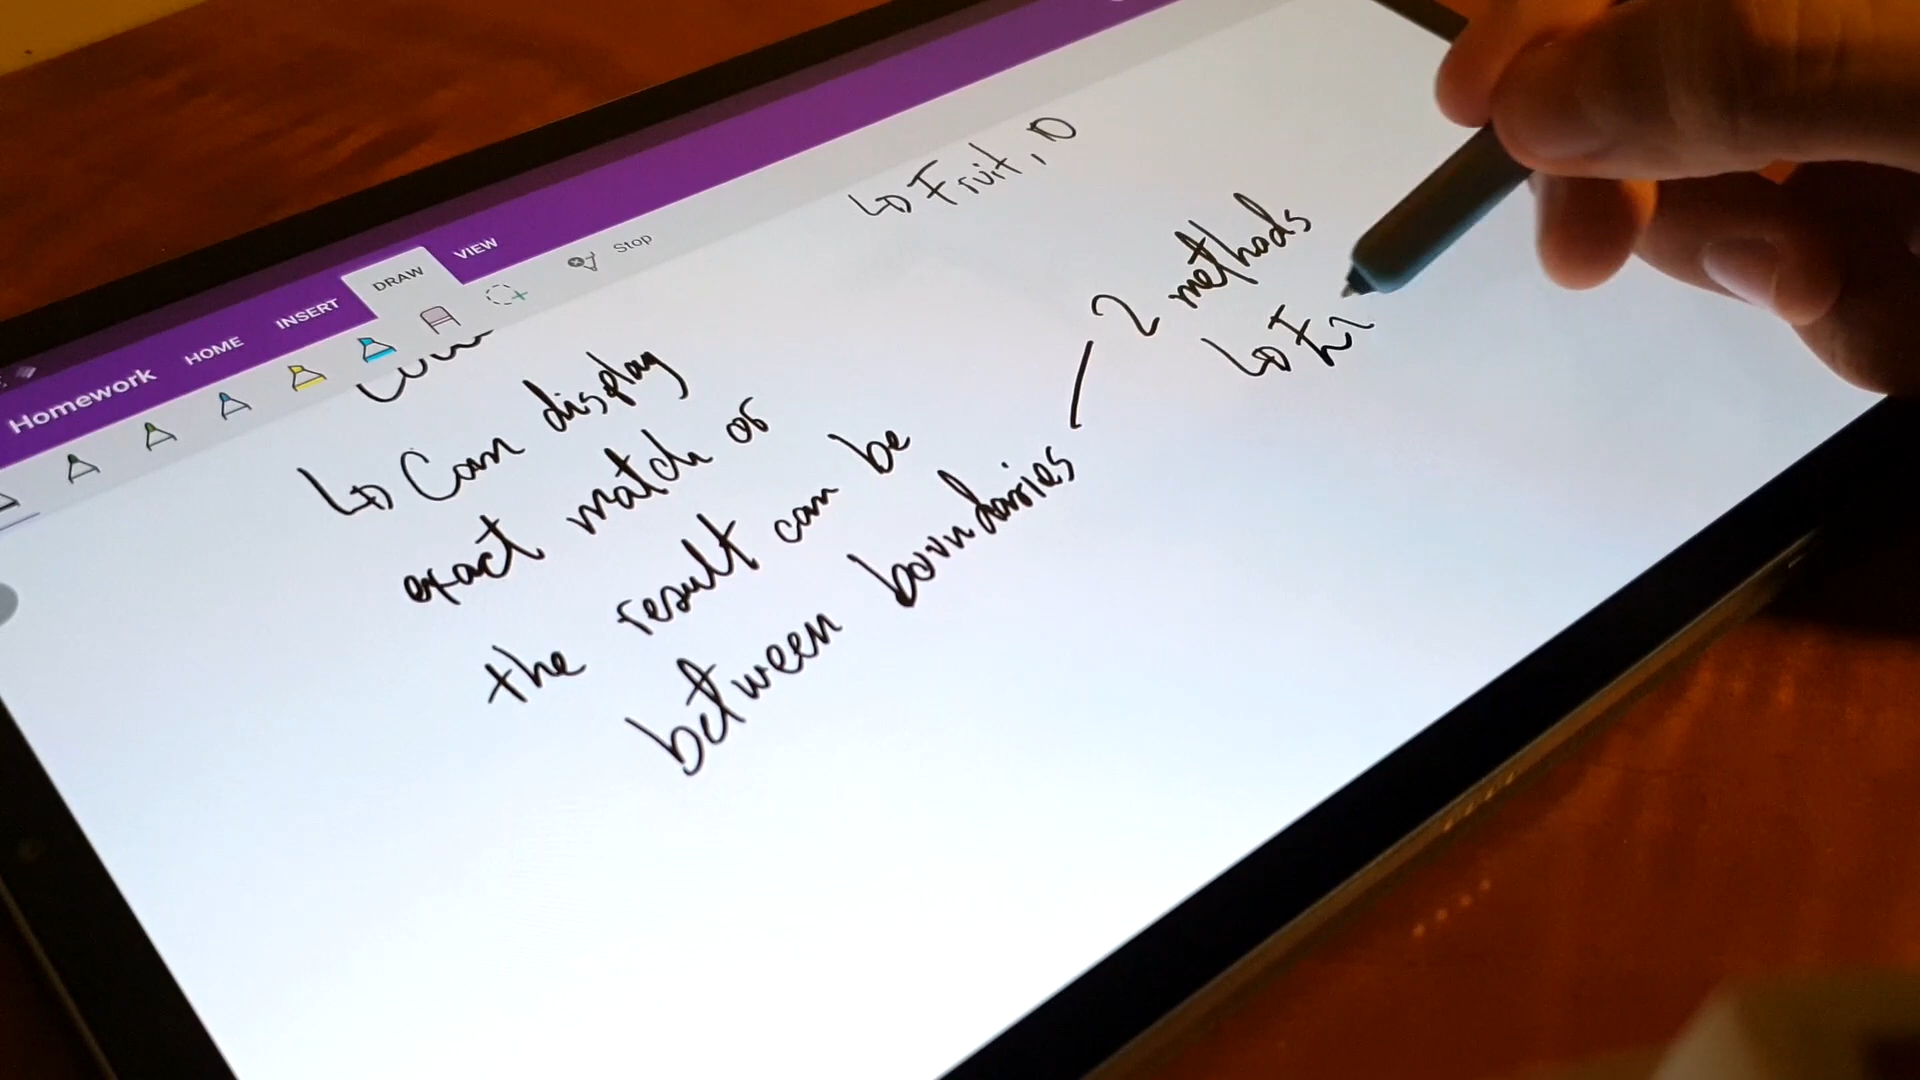 Homework
HOME
INSERT
DRAW
VIEW
Stop
↳ Fruit, ID
↳ Can display
exact match or
the result can be
between boundaries
2 methods
↳